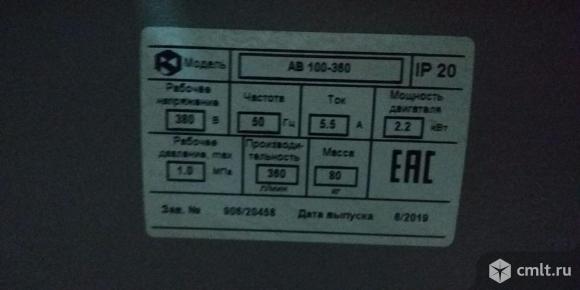 Модель АВ 100-360 IP 20
Рабочее напряжение Частота Ток Мощность двигателя
380 В 50 Гц 5.5 А 2.2 кВт
Рабочее давление, max Производительность Масса
1.0 мПа 360 л/мин 80 кг ЕАС
Зав. № 906/20458 Дата выпуска 6/2019
cmlt.ru